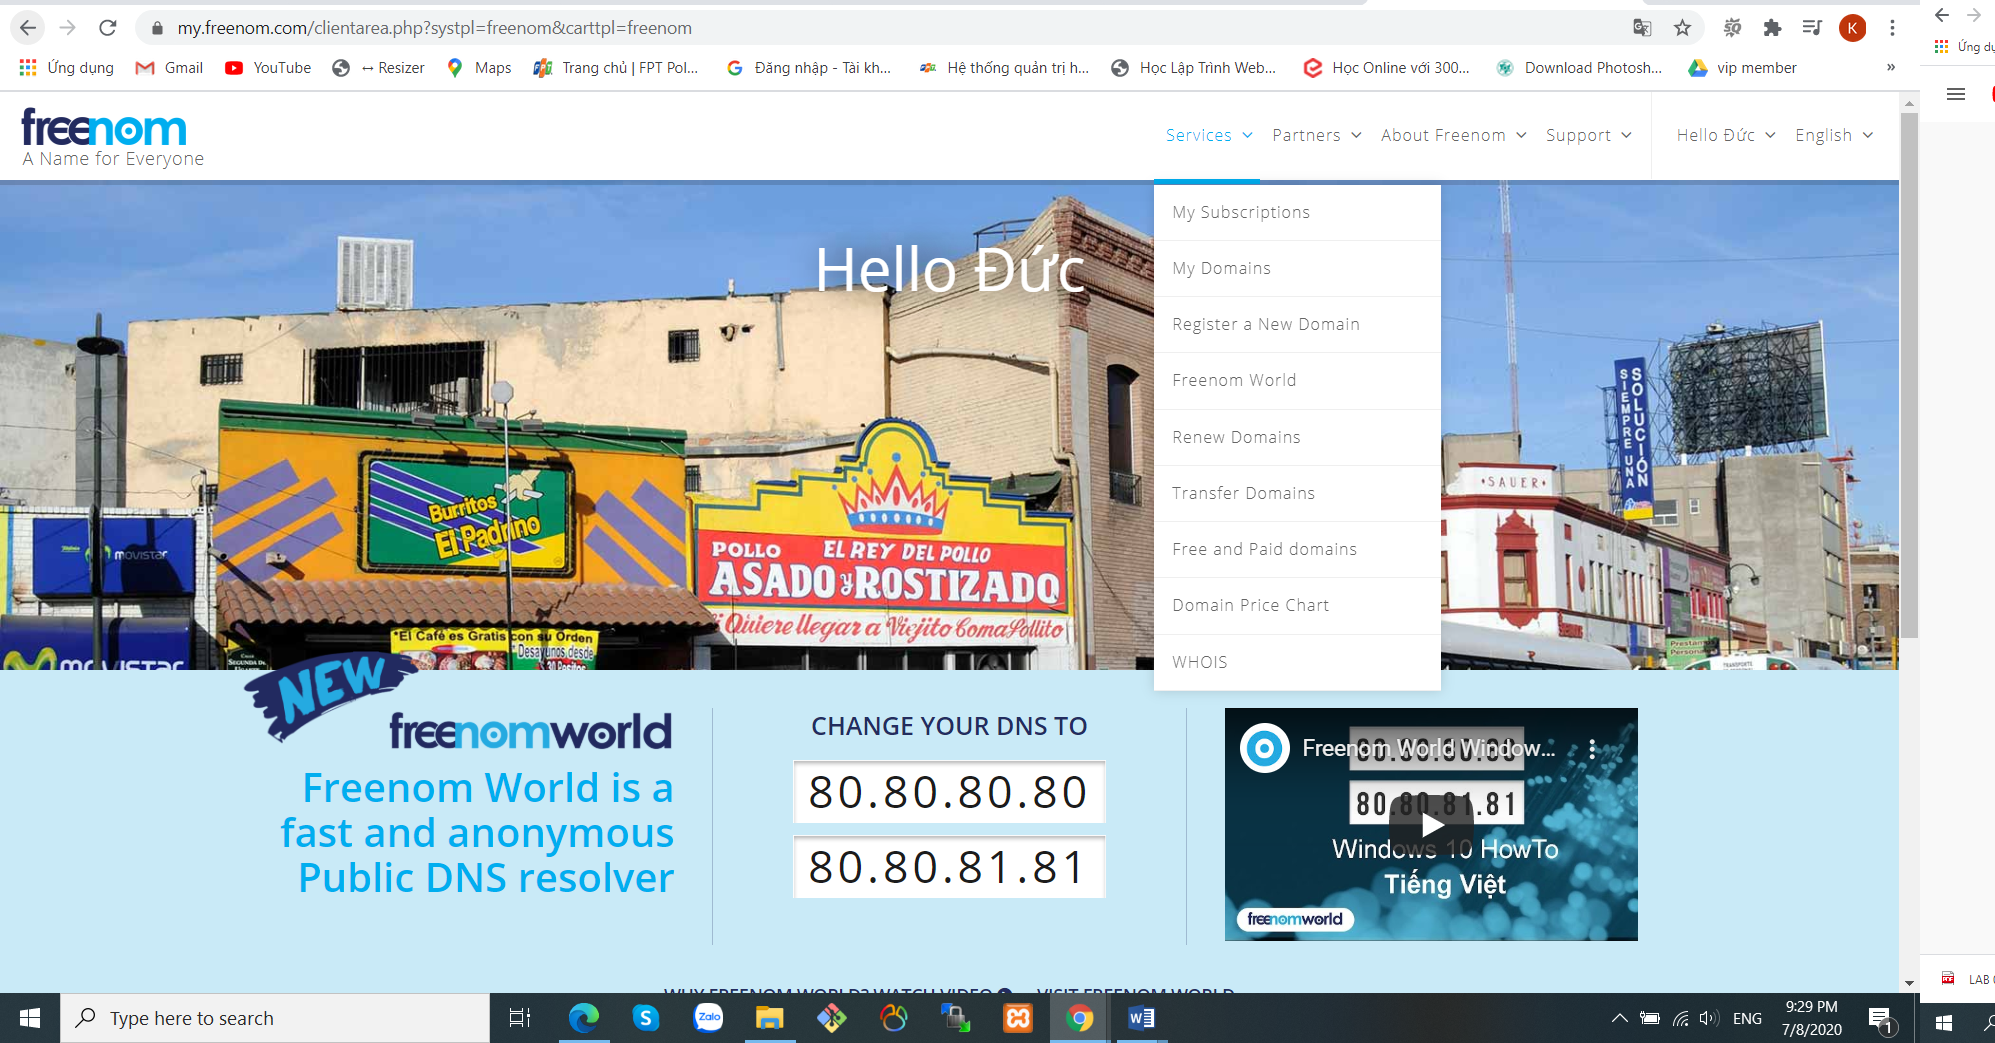 my.freenom.com/clientarea.php?systpl=freenom&carttpl=freenom
K
Ứng dụng
Gmail
YouTube
↔ Resizer
Maps
Trang chủ | FPT Pol...
Đăng nhập - Tài kh...
Hệ thống quản trị h...
Học Lập Trình Web...
Học Online với 300...
Download Photosh...
vip member
»
freenom
A Name for Everyone
Services
Partners
About Freenom
Support
Hello Đức
English
My Subscriptions
My Domains
Register a New Domain
Freenom World
Renew Domains
Transfer Domains
Free and Paid domains
Domain Price Chart
WHOIS
Hello Đức
Burritos
El Padrino
movistar
movistar
POLLO EL REY DEL POLLO
ASADO y ROSTIZADO
Quiere llegar a Viejito Coma Pollito
"El Café es Gratis con su Orden
"Desayunos desde
SAUER
SOLUCIÓN
SIEMPRE UNA
NEW
freenomworld
Freenom World is a
fast and anonymous
Public DNS resolver
CHANGE YOUR DNS TO
80.80.80.80
80.80.81.81
Freenom World Window...
80.80.80.80
80.80.81.81
Windows 10 HowTo
Tiếng Việt
freenomworld
WHY FREENOM WORLD? WATCH VIDEO
VISIT FREENOM WORLD
Type here to search
Zalo
ENG
9:29 PM
7/8/2020
1
Ứng dụ
LAB